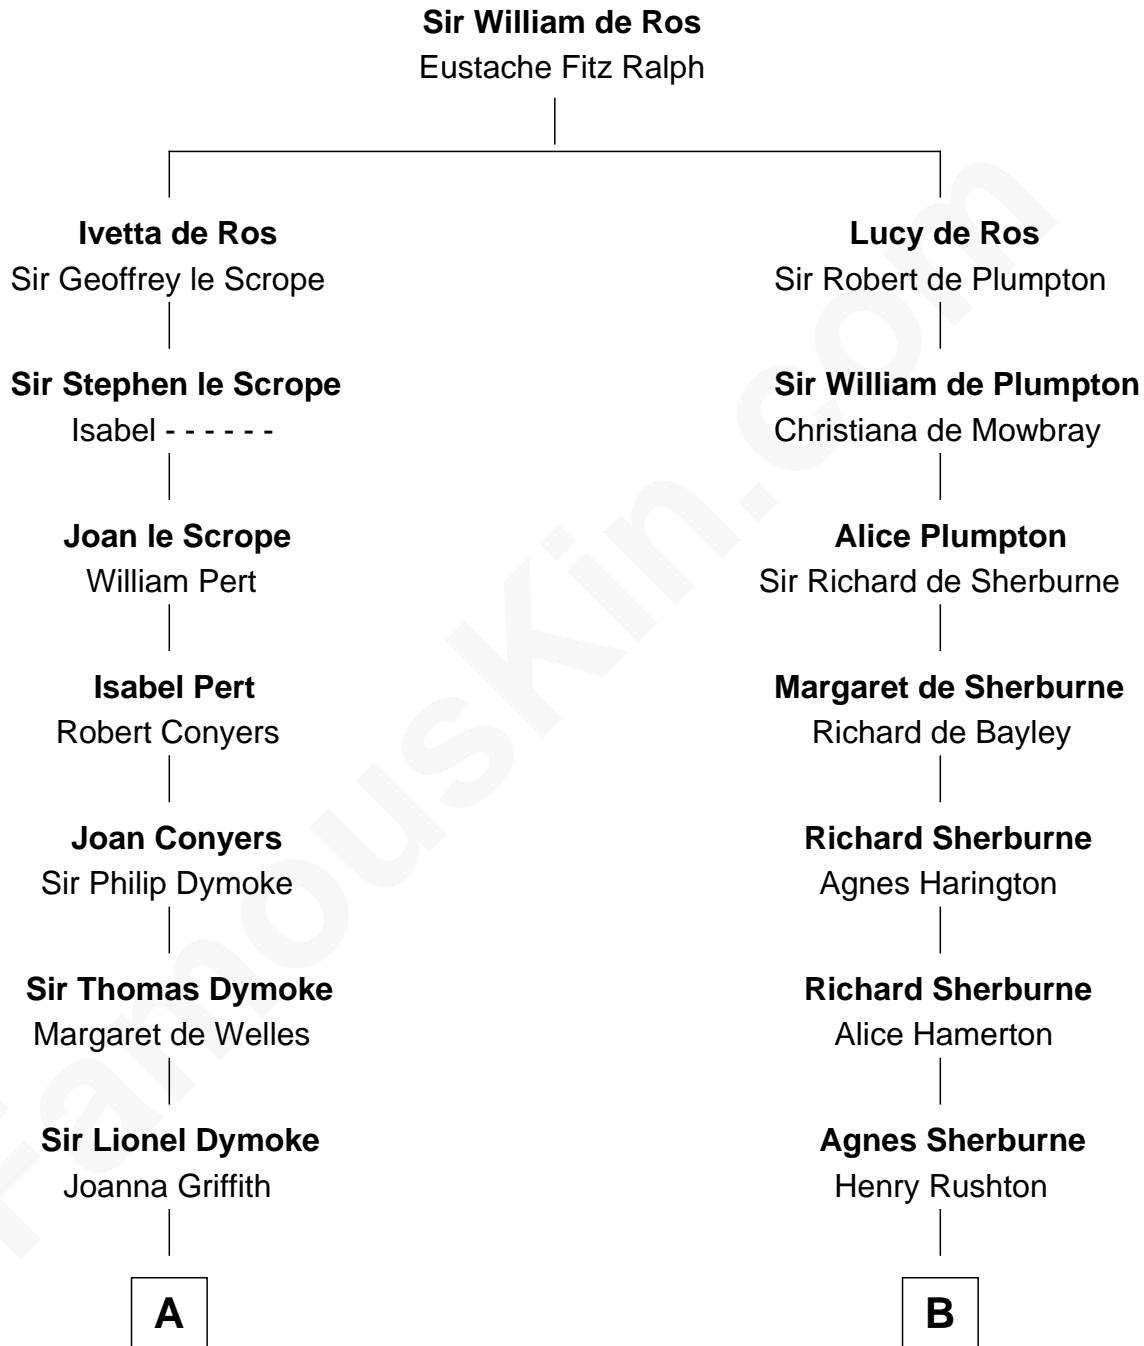 Sir William de Ros
Eustache Fitz Ralph
Ivetta de Ros
Sir Geoffrey le Scrope
Lucy de Ros
Sir Robert de Plumpton
Sir Stephen le Scrope
Isabel - - - - - -
Sir William de Plumpton
Christiana de Mowbray
Joan le Scrope
William Pert
Alice Plumpton
Sir Richard de Sherburne
Isabel Pert
Robert Conyers
Margaret de Sherburne
Richard de Bayley
Joan Conyers
Sir Philip Dymoke
Richard Sherburne
Agnes Harington
Sir Thomas Dymoke
Margaret de Welles
Richard Sherburne
Alice Hamerton
Sir Lionel Dymoke
Joanna Griffith
Agnes Sherburne
Henry Rushton
A
B
FamousKin.com